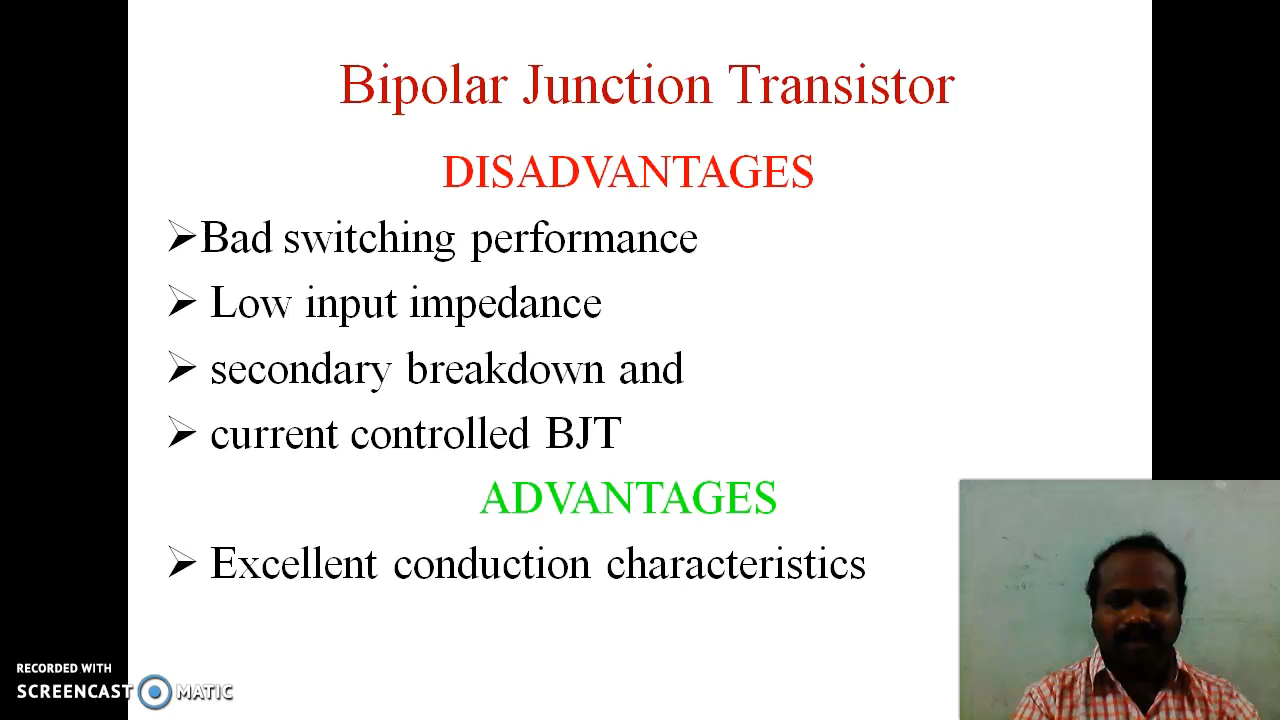 Bipolar Junction Transistor
DISADVANTAGES
➢Bad switching performance
➢ Low input impedance
➢ secondary breakdown and
➢ current controlled BJT
ADVANTAGES
➢ Excellent conduction characteristics
RECORDED WITH
SCREENCAST MATIC